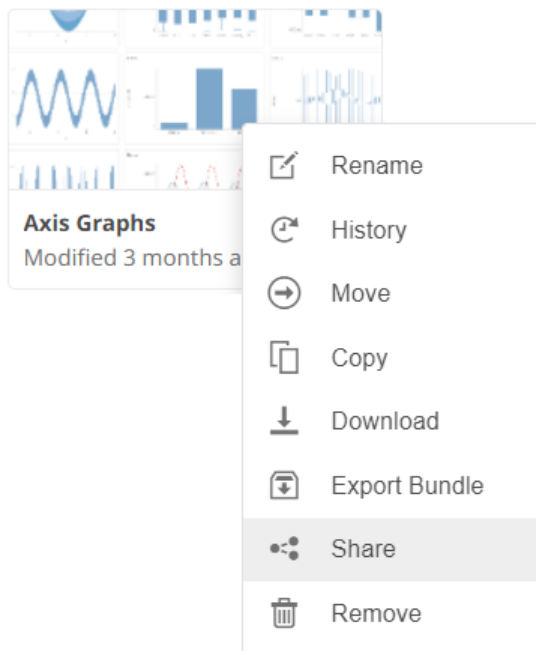 Axis Graphs
Modified 3 months a
Rename
History
Move
Copy
Download
Export Bundle
Share
Remove